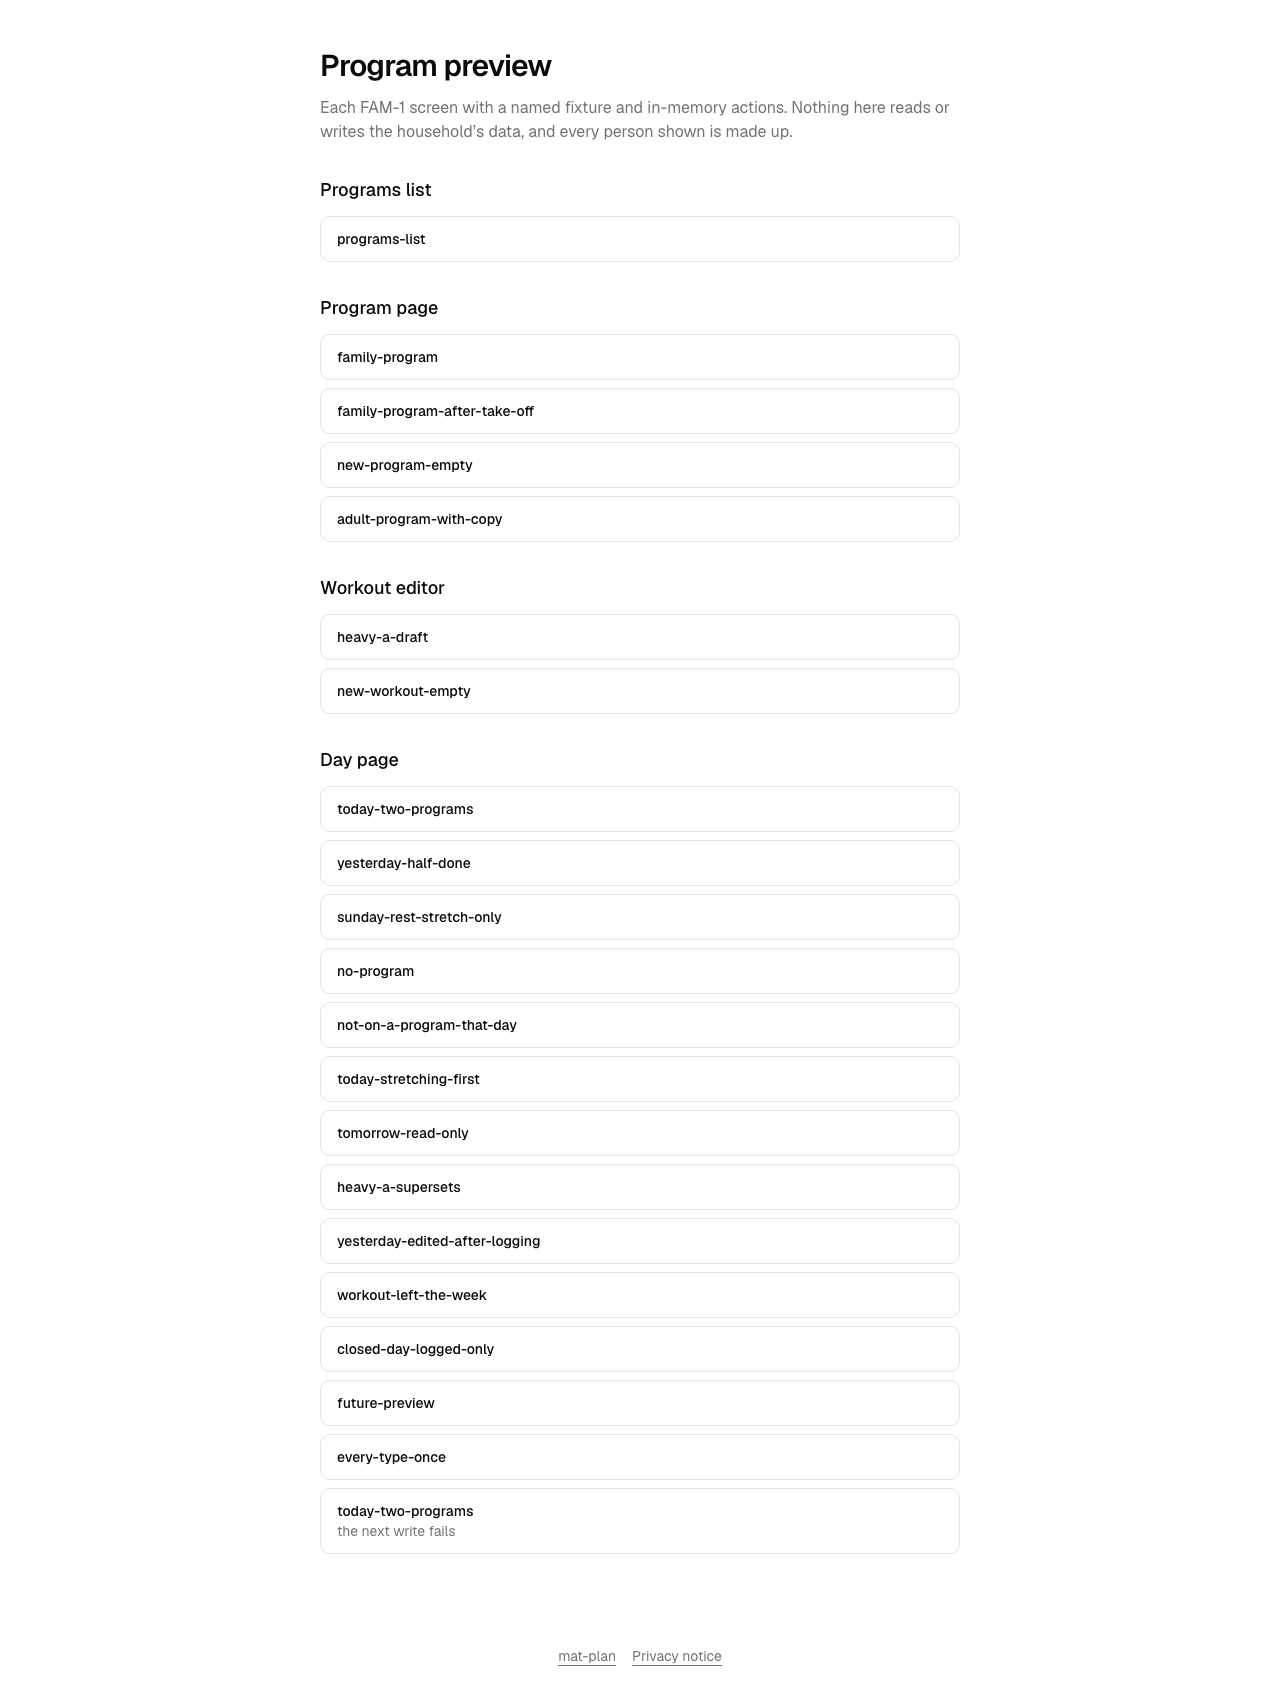 Program preview
Each FAM-1 screen with a named fixture and in-memory actions. Nothing here reads or
writes the household’s data, and every person shown is made up.
Programs list
programs-list
Program page
family-program
family-program-after-take-off
new-program-empty
adult-program-with-copy
Workout editor
heavy-a-draft
new-workout-empty
Day page
today-two-programs
yesterday-half-done
sunday-rest-stretch-only
no-program
not-on-a-program-that-day
today-stretching-first
tomorrow-read-only
heavy-a-supersets
yesterday-edited-after-logging
workout-left-the-week
closed-day-logged-only
future-preview
every-type-once
today-two-programs
the next write fails
mat-plan Privacy notice